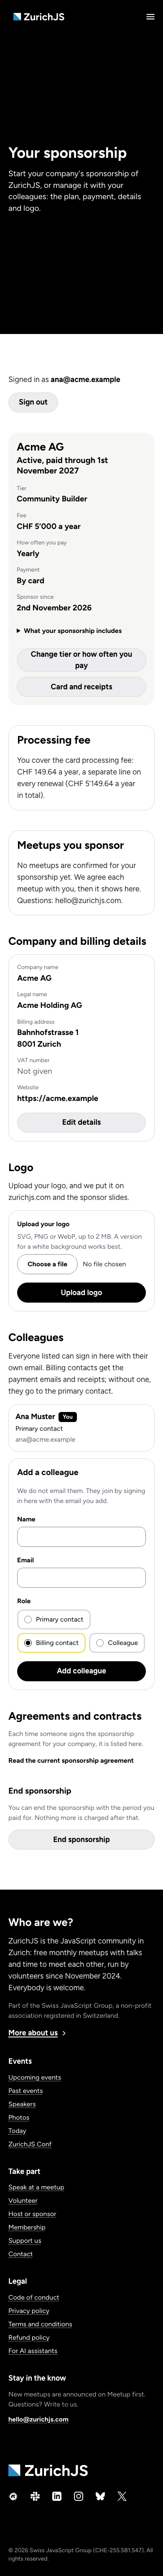 ZurichJS
Your sponsorship
Start your company's sponsorship of
ZurichJS, or manage it with your
colleagues: the plan, payment, details
and logo.
Signed in as ana@acme.example
Sign out
Acme AG
Active, paid through 1st
November 2027
Tier
Community Builder
Fee
CHF 5'000 a year
How often you pay
Yearly
Payment
By card
Sponsor since
2nd November 2026
What your sponsorship includes
Change tier or how often you
pay
Card and receipts
Processing fee
You cover the card processing fee:
CHF 149.64 a year, a separate line on
every renewal (CHF 5'149.64 a year
in total).
Meetups you sponsor
No meetups are confirmed for your
sponsorship yet. We agree each
meetup with you, then it shows here.
Questions: hello@zurichjs.com.
Company and billing details
Company name
Acme AG
Legal name
Acme Holding AG
Billing address
Bahnhofstrasse 1
8001 Zurich
VAT number
Not given
Website
https://acme.example
Edit details
Logo
Upload your logo, and we put it on
zurichjs.com and the sponsor slides.
Upload your logo
SVG, PNG or WebP, up to 2 MB. A version
for a white background works best.
Choose a file No file chosen
Upload logo
Colleagues
Everyone listed can sign in here with their
own email. Billing contacts get the
payment emails and receipts; without one,
they go to the primary contact.
Ana Muster You
Primary contact
ana@acme.example
Add a colleague
We do not email them. They join by signing
in here with the email you add.
Name
Email
Role
Primary contact
Billing contact Colleague
Add colleague
Agreements and contracts
Each time someone signs the sponsorship
agreement for your company, it is listed here.
Read the current sponsorship agreement
End sponsorship
You can end the sponsorship with the period you
paid for. Nothing more is charged after that.
End sponsorship
Who are we?
ZurichJS is the JavaScript community in
Zurich: free monthly meetups with talks
and time to meet each other, run by
volunteers since November 2024.
Everybody is welcome.
Part of the Swiss JavaScript Group, a non-profit
association registered in Switzerland.
More about us
Events
Upcoming events
Past events
Speakers
Photos
Today
ZurichJS Conf
Take part
Speak at a meetup
Volunteer
Host or sponsor
Membership
Support us
Contact
Legal
Code of conduct
Privacy policy
Terms and conditions
Refund policy
For AI assistants
Stay in the know
New meetups are announced on Meetup first.
Questions? Write to us.
hello@zurichjs.com
ZurichJS
© 2026 Swiss JavaScript Group (CHE-255.581.547). All
rights reserved.